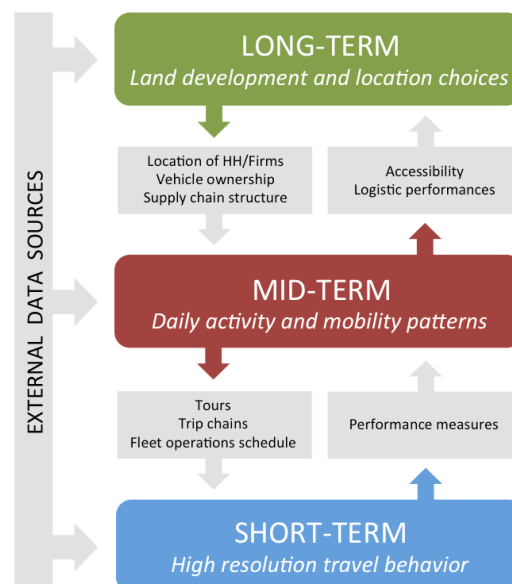 EXTERNAL DATA SOURCES
LONG-TERM
Land development and location choices
Location of HH/Firms
Vehicle ownership
Supply chain structure
Accessibility
Logistic performances
MID-TERM
Daily activity and mobility patterns
Tours
Trip chains
Fleet operations schedule
Performance measures
SHORT-TERM
High resolution travel behavior